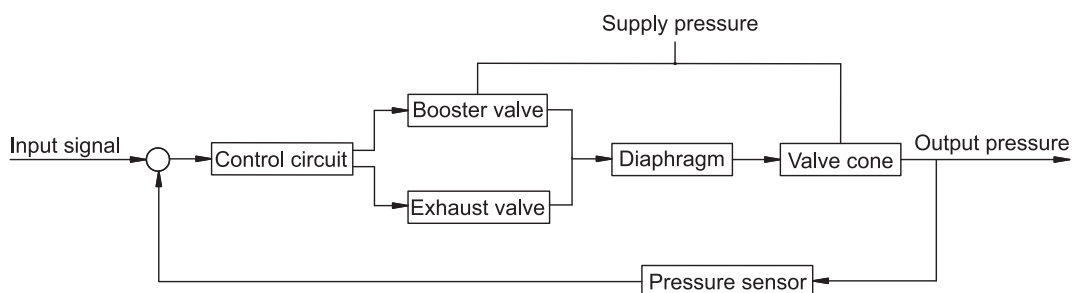 Supply pressure
Booster valve
Input signal
Control circuit
Diaphragm
Valve cone
Output pressure
Exhaust valve
Pressure sensor